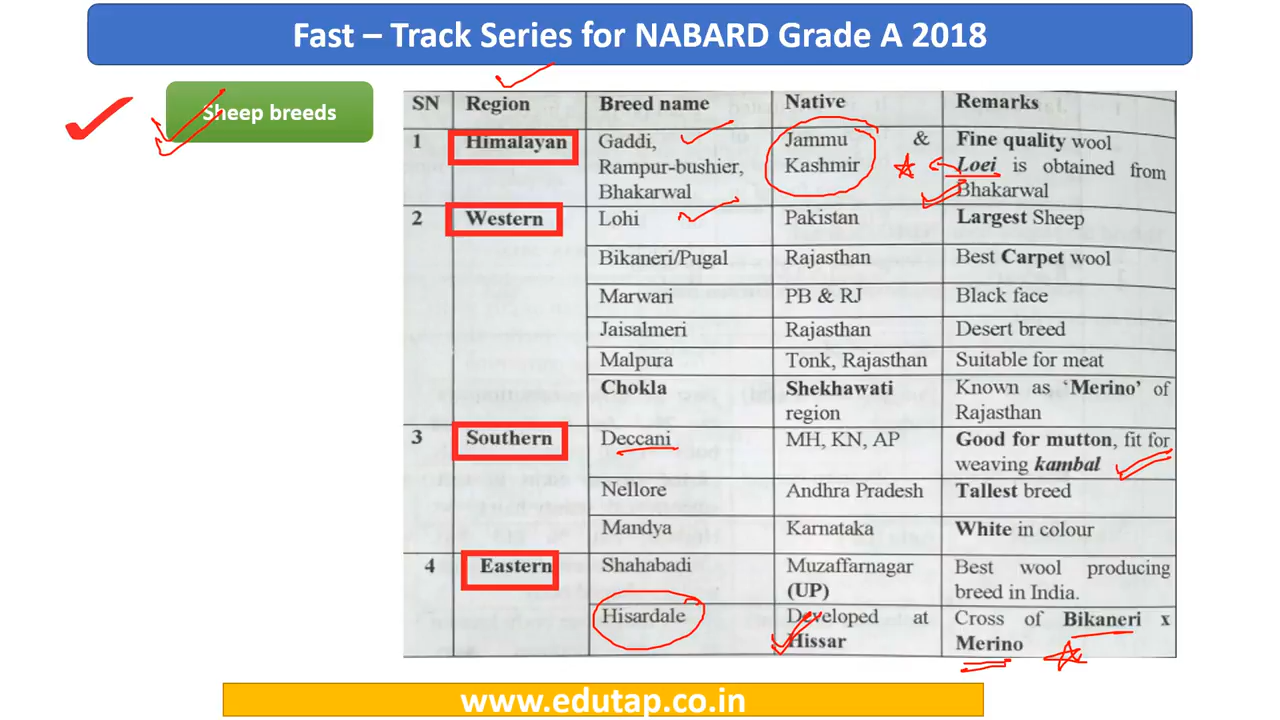 Fast – Track Series for NABARD Grade A 2018
Sheep breeds
SN Region Breed name Native Remarks
1 Himalayan Gaddi, Rampur-bushier, Bhakarwal Jammu & Kashmir Fine quality wool Loei is obtained from Bhakarwal
2 Western Lohi Pakistan Largest Sheep
Bikaneri/Pugal Rajasthan Best Carpet wool
Marwari PB & RJ Black face
Jaisalmeri Rajasthan Desert breed
Malpura Tonk, Rajasthan Suitable for meat
Chokla Shekhawati region Known as ‘Merino’ of Rajasthan
3 Southern Deccani MH, KN, AP Good for mutton, fit for weaving kambal
Nellore Andhra Pradesh Tallest breed
Mandya Karnataka White in colour
4 Eastern Shahabadi Muzaffarnagar (UP) Best wool producing breed in India.
Hisardale Developed at Hissar Cross of Bikaneri x Merino
www.edutap.co.in